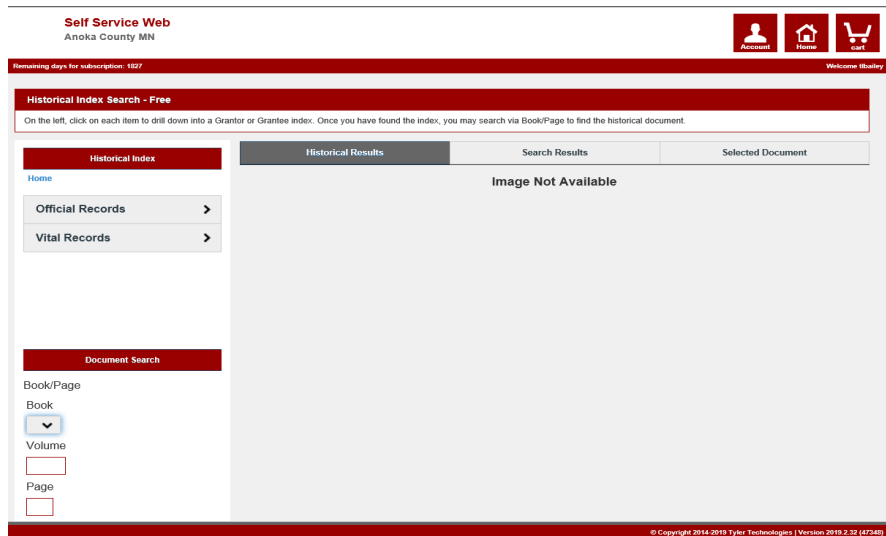 Self Service Web
Anoka County MN
Account
Home
cart
Remaining days for subscription: 1827
Welcome tlbailey
Historical Index Search - Free
On the left, click on each item to drill down into a Grantor or Grantee index. Once you have found the index, you may search via Book/Page to find the historical document.
Historical Index
Home
Official Records
Vital Records
Historical Results
Search Results
Selected Document
Image Not Available
Document Search
Book/Page
Book
Volume
Page
© Copyright 2014-2019 Tyler Technologies | Version 2019.2.32 (47348)